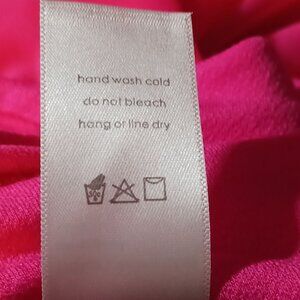 hand wash cold
do not bleach
hang or line dry